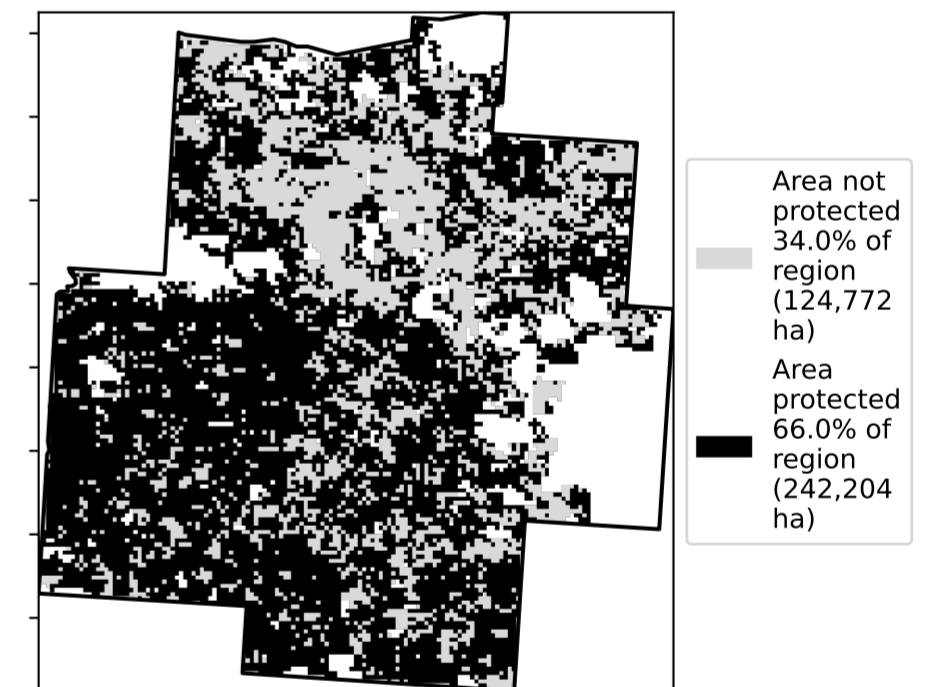 Area not
protected
34.0% of
region
(124,772
ha)
Area
protected
66.0% of
region
(242,204
ha)